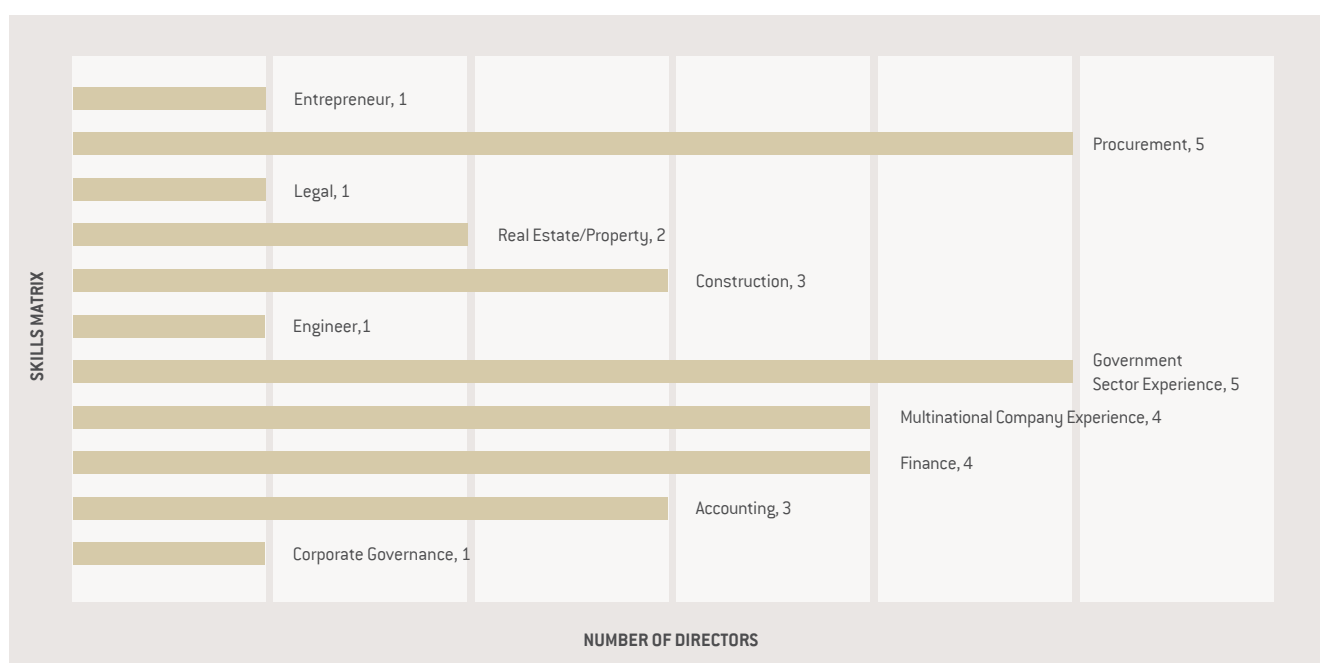 Entrepreneur, 1
Procurement, 5
Legal, 1
Real Estate/Property, 2
Construction, 3
Engineer,1
Government
Sector Experience, 5
Multinational Company Experience, 4
Finance, 4
Accounting, 3
Corporate Governance, 1
SKILLS MATRIX
NUMBER OF DIRECTORS